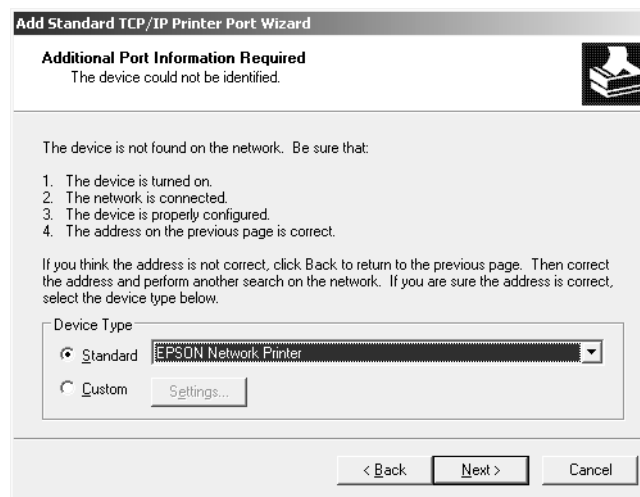 Add Standard TCP/IP Printer Port Wizard
Additional Port Information Required
The device could not be identified.
The device is not found on the network. Be sure that:
1. The device is turned on.
2. The network is connected.
3. The device is properly configured.
4. The address on the previous page is correct.
If you think the address is not correct, click Back to return to the previous page. Then correct
the address and perform another search on the network. If you are sure the address is correct,
select the device type below.
Device Type
Standard EPSON Network Printer
Custom Settings...
< Back Next > Cancel